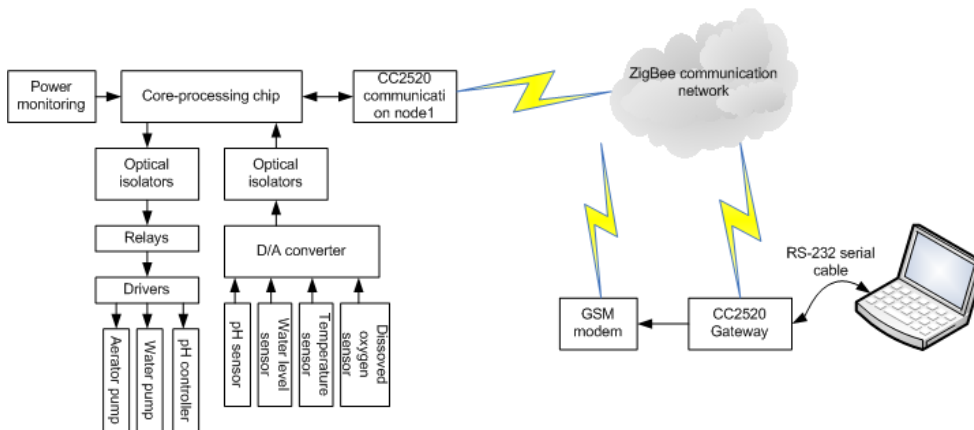 Power
monitoring
Core-processing chip
CC2520
communicati
on node1
ZigBee communication
network
Optical
isolators
Optical
isolators
Relays
D/A converter
Drivers
Aerator pump
Water pump
pH controller
pH sensor
Water level
sensor
Temperature
sensor
Dissoved
oxygen
sensor
GSM
modem
CC2520
Gateway
RS-232 serial
cable